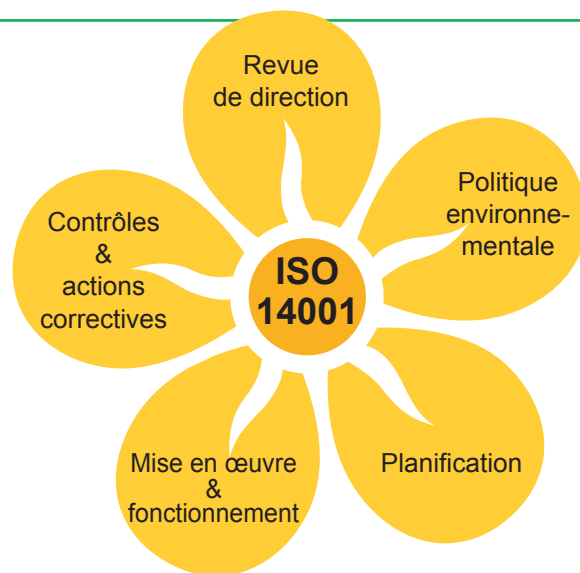 Revue
de direction
Politique
environne-
mentale
Contrôles
&
actions
correctives
ISO
14001
Mise en œuvre
&
fonctionnement
Planification